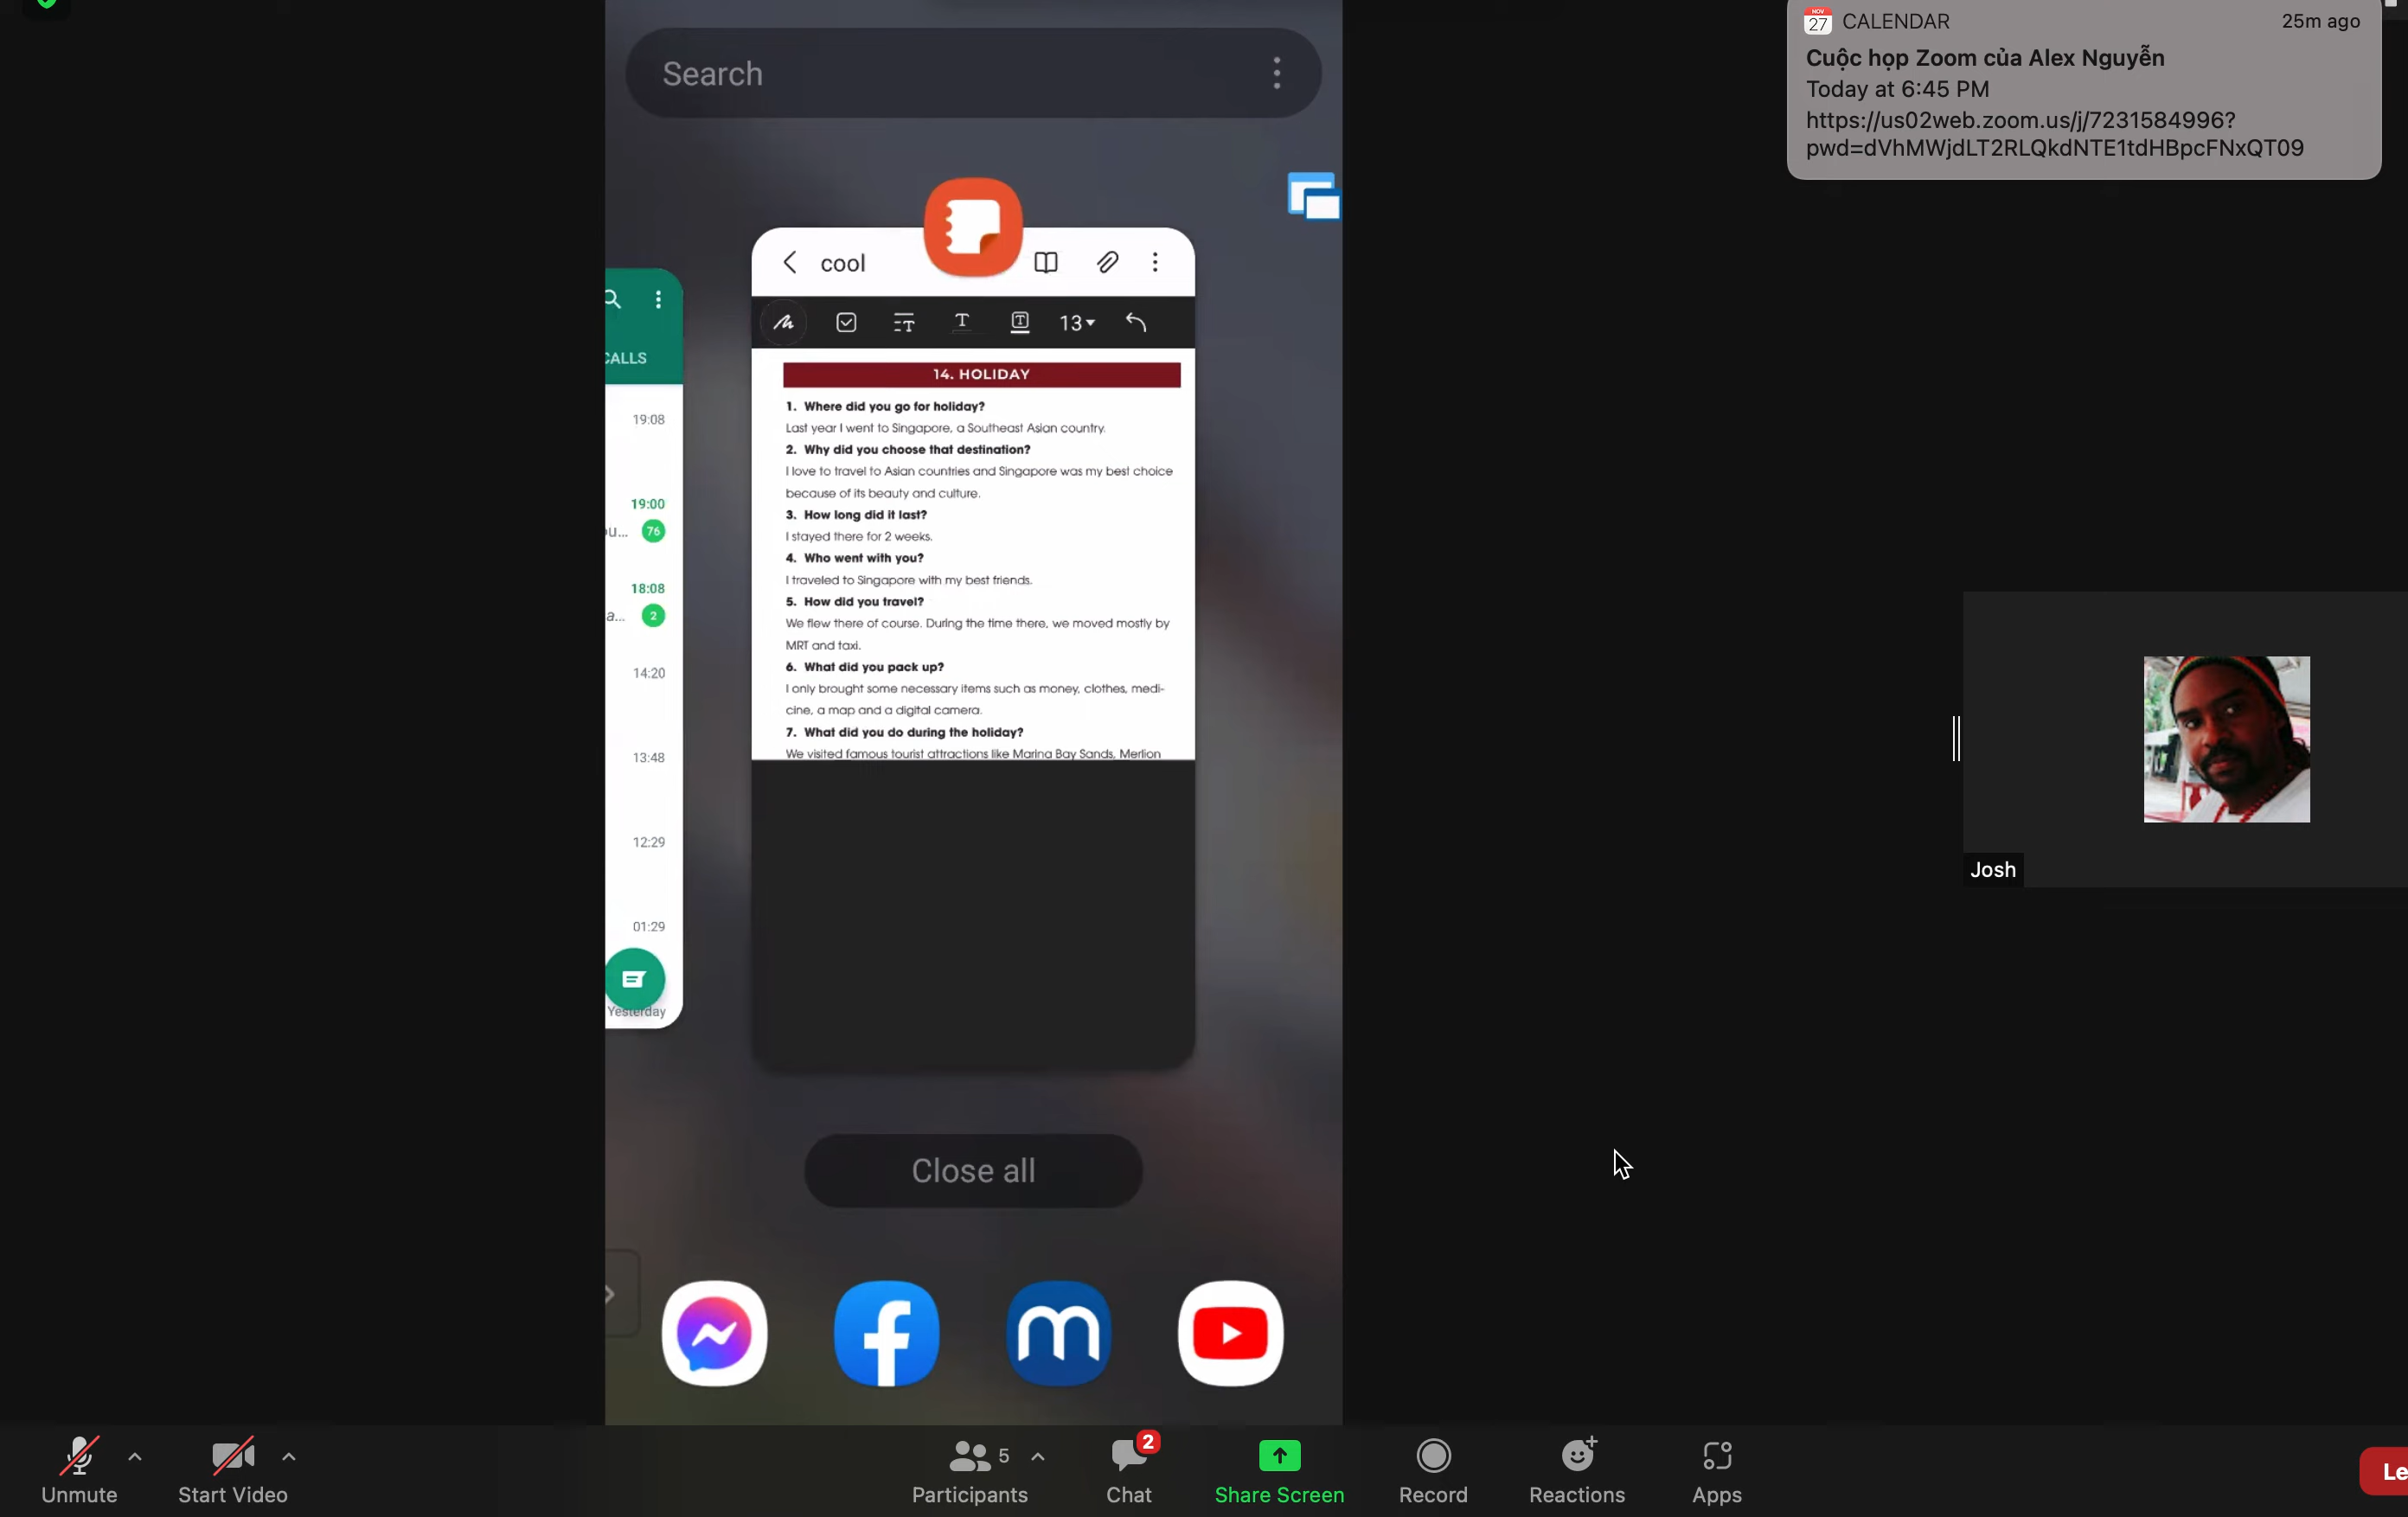 NOV
27
CALENDAR
25m ago
Cuộc họp Zoom của Alex Nguyễn
Today at 6:45 PM
https://us02web.zoom.us/j/7231584996?
pwd=dVhMWjdLT2RLQkdNTE1tdHBpcFNxQT09
Search
cool
13
14. HOLIDAY
1. Where did you go for holiday?
Last year I went to Singapore, a Southeast Asian country.
2. Why did you choose that destination?
I love to travel to Asian countries and Singapore was my best choice
because of its beauty and culture.
3. How long did it last?
I stayed there for 2 weeks.
4. Who went with you?
I traveled to Singapore with my best friends.
5. How did you travel?
We flew there of course. During the time there, we moved mostly by
MRT and taxi.
6. What did you pack up?
I only brought some necessary items such as money, clothes, medi-
cine, a map and a digital camera.
7. What did you do during the holiday?
We visited famous tourist attractions like Marina Bay Sands, Merlion
CALLS
19:08
19:00
ou... 76
18:08
a... 2
14:20
13:48
12:29
01:29
Yesterday
Close all
Josh
Unmute
Start Video
5
Participants
2
Chat
Share Screen
Record
Reactions
Apps
Le